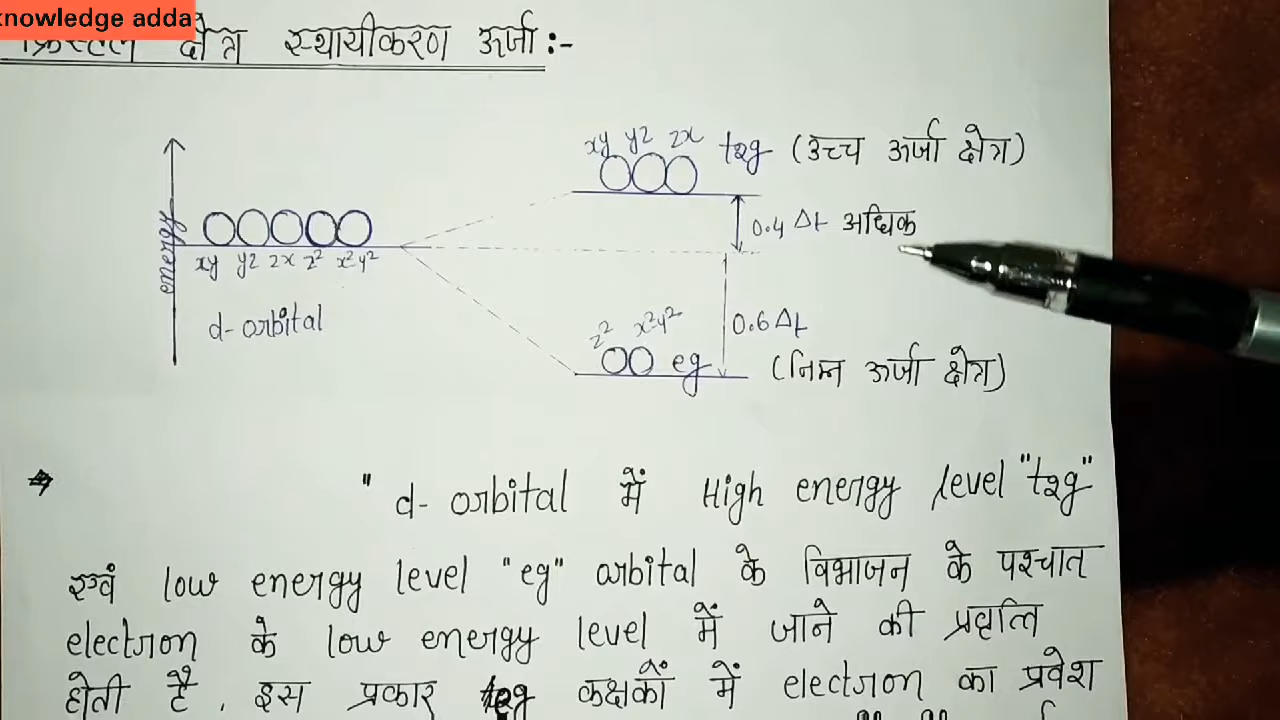 knowledge adda
क्रिस्टल क्षेत्र स्थायीकरण ऊर्जा :-
xy yz zx t2g (उच्च ऊर्जा क्षेत्र)
0.4 Δt अधिक
energy
xy yz zx z² x²y²
d-orbital
z² x²y²
0.6 Δt
eg (निम्न ऊर्जा क्षेत्र)
" d-orbital में High energy level "t2g"
एवं low energy level "eg" orbital के विभाजन के पश्चात
electron के low energy level में जाने की प्रवृत्ति
होती है. इस प्रकार कक्षकों में electron का प्रवेश